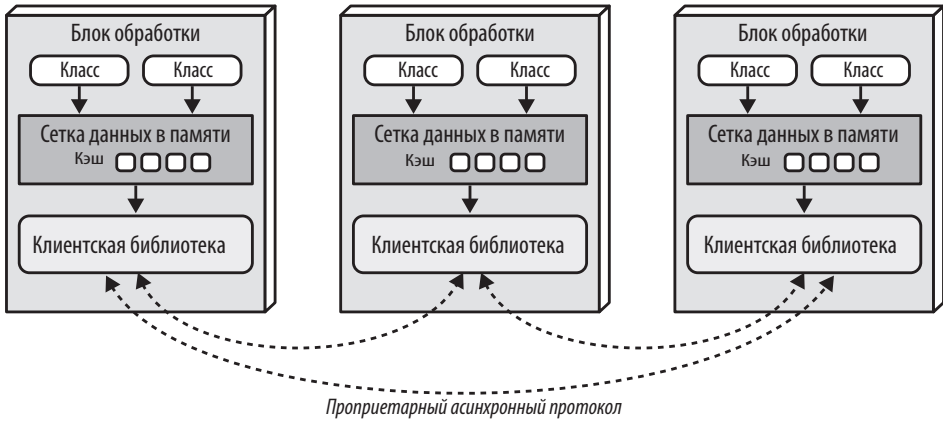 Блок обработки
Класс Класс
Сетка данных в памяти
Кэш
Клиентская библиотека
Блок обработки
Класс Класс
Сетка данных в памяти
Кэш
Клиентская библиотека
Блок обработки
Класс Класс
Сетка данных в памяти
Кэш
Клиентская библиотека
Проприетарный асинхронный протокол